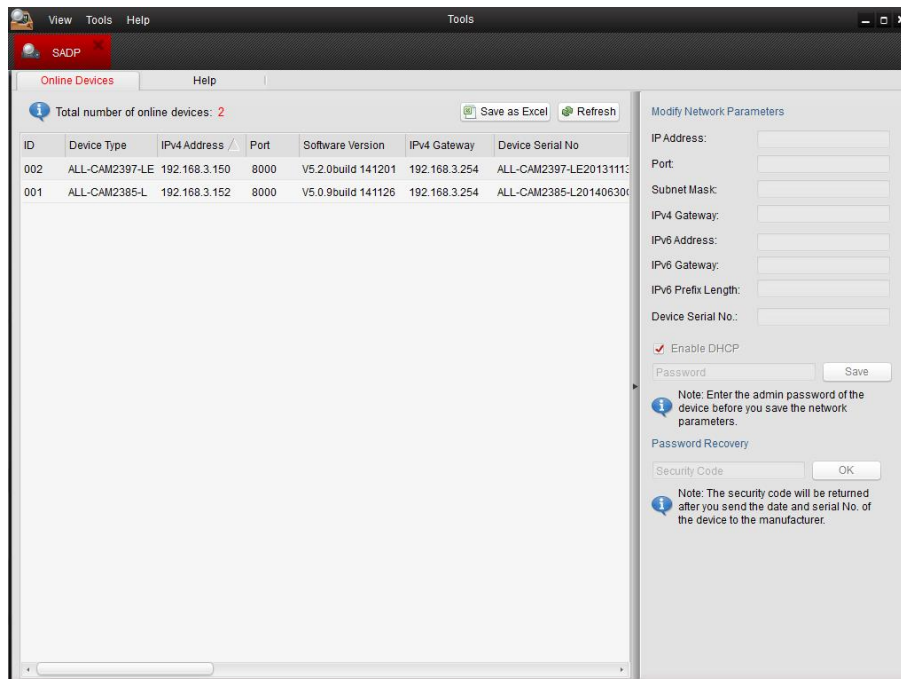 View Tools Help Tools
SADP
Online Devices Help
Total number of online devices: 2 Save as Excel Refresh
ID Device Type IPv4 Address Port Software Version IPv4 Gateway Device Serial No
002 ALL-CAM2397-LE 192.168.3.150 8000 V5.2.0build 141201 192.168.3.254 ALL-CAM2397-LE20131113
001 ALL-CAM2385-L 192.168.3.152 8000 V5.0.9build 141126 192.168.3.254 ALL-CAM2385-L20140630
Modify Network Parameters
IP Address:
Port:
Subnet Mask:
IPv4 Gateway:
IPv6 Address:
IPv6 Gateway:
IPv6 Prefix Length:
Device Serial No.:
Enable DHCP
Password Save
Note: Enter the admin password of the
device before you save the network
parameters.
Password Recovery
Security Code OK
Note: The security code will be returned
after you send the date and serial No. of
the device to the manufacturer.